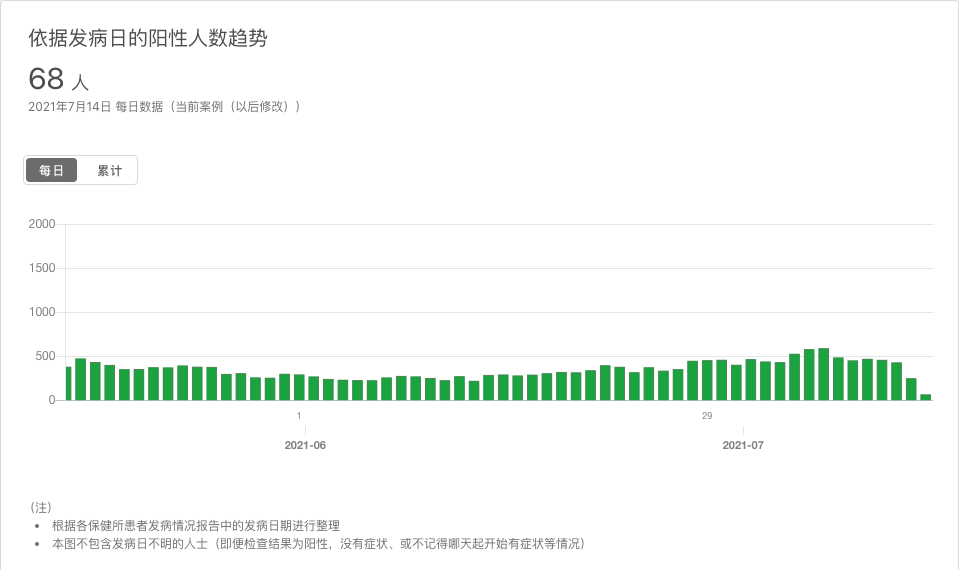 依据发病日的阳性人数趋势
68 人
2021年7月14日 每日数据（当前案例（以后修改））
每日 累计
2000
1500
1000
500
0
1 29
2021-06 2021-07
（注）
• 根据各保健所患者发病情况报告中的发病日期进行整理
• 本图不包含发病日不明的人士（即便检查结果为阳性，没有症状、或不记得哪天起开始有症状等情况）